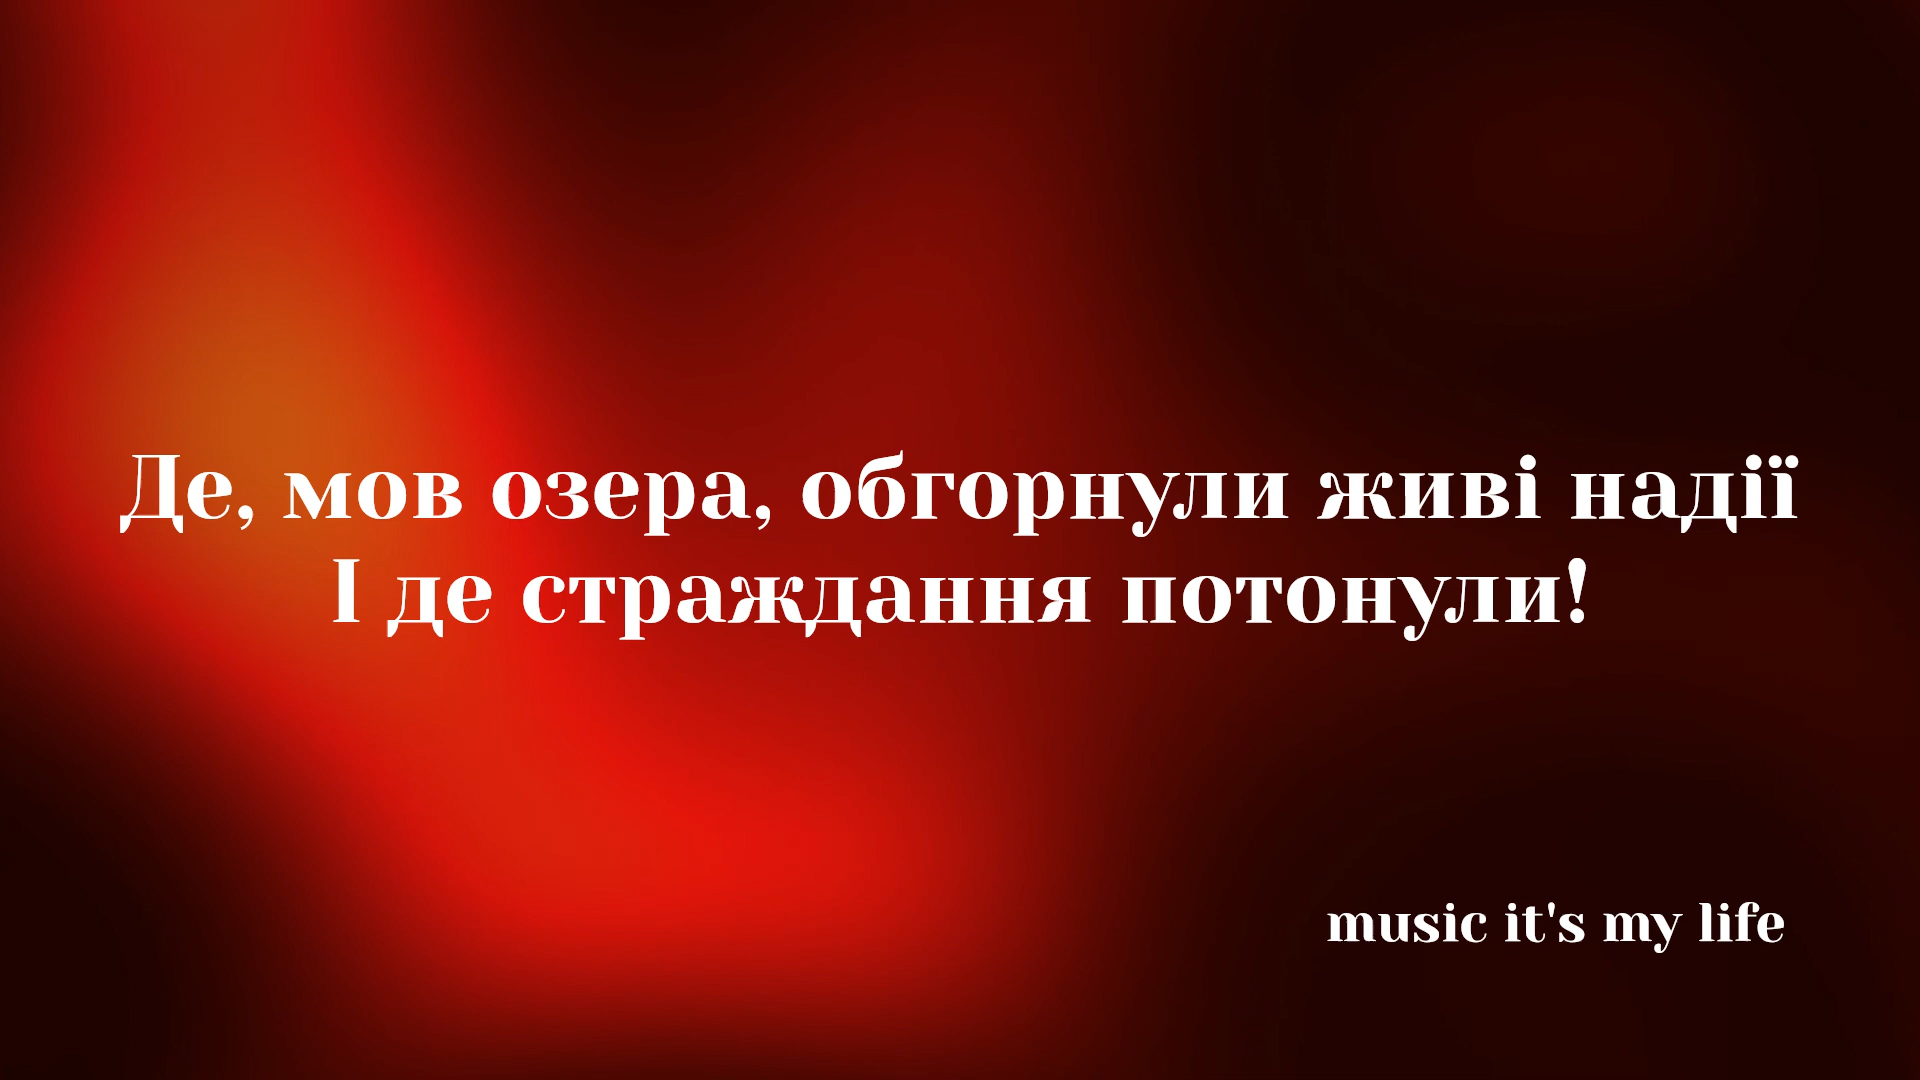 Де, мов озера, обгорнули живі надії
І де страждання потонули!
music it's my life